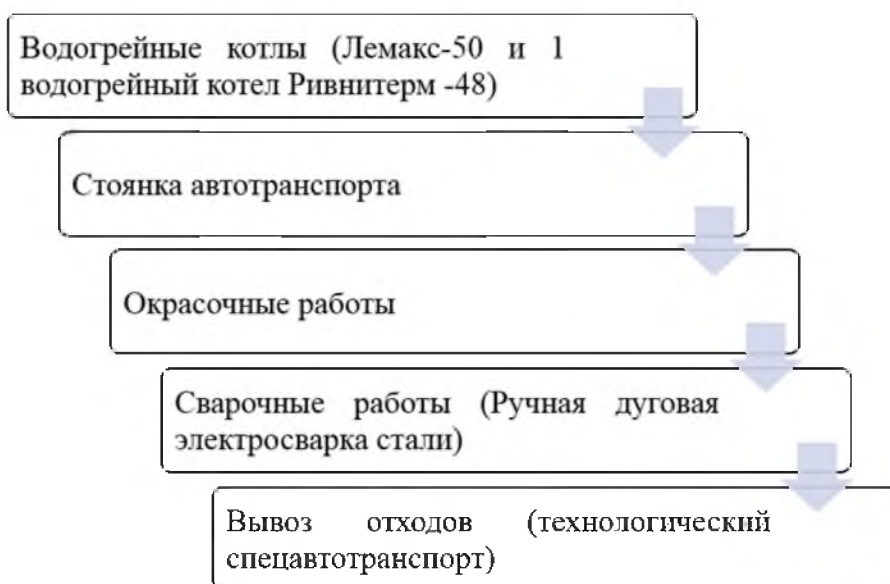 Водогрейные котлы (Лемакс-50 и 1
водогрейный котел Ривнитерм -48)
Стоянка автотранспорта
Окрасочные работы
Сварочные работы (Ручная дуговая
электросварка стали)
Вывоз отходов (технологический
спецавтотранспорт)